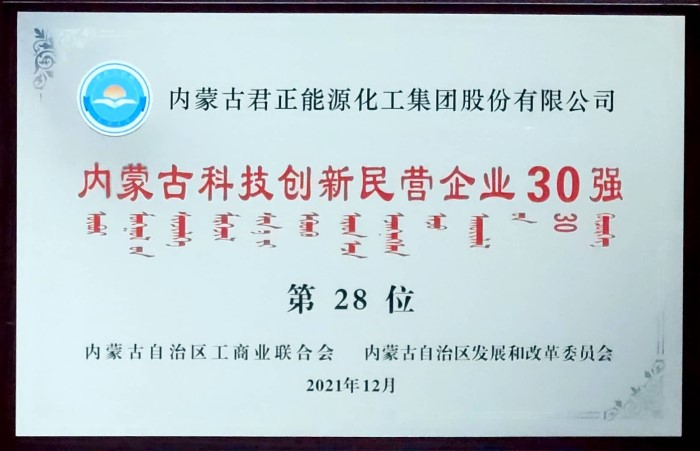 内蒙古君正能源化工集团股份有限公司
内蒙古科技创新民营企业30强
30
第 28 位
内蒙古自治区工商业联合会 内蒙古自治区发展和改革委员会
2021年12月